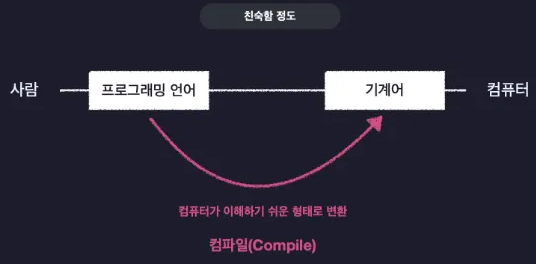 친숙함 정도
사람 프로그래밍 언어 기계어 컴퓨터
컴퓨터가 이해하기 쉬운 형태로 변환
컴파일(Compile)